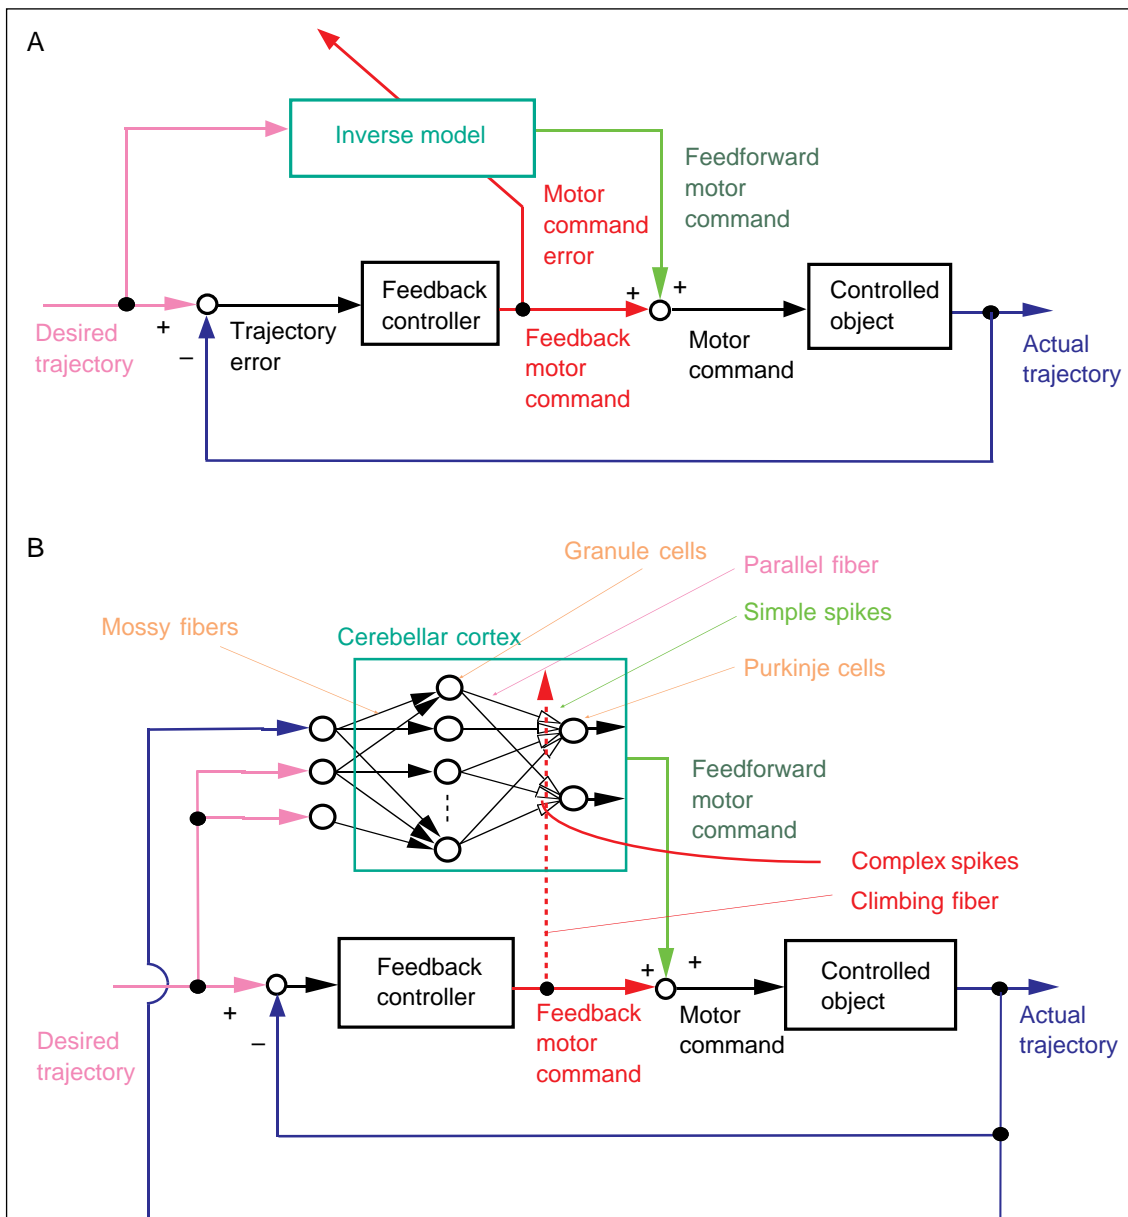 A
Inverse model
Feedforward
motor
command
Motor
command
error
Feedback
controller
Controlled
object
+
+
+
−
Desired
trajectory
Trajectory
error
Feedback
motor
command
Motor
command
Actual
trajectory
B
Granule cells
Parallel fiber
Mossy fibers
Simple spikes
Cerebellar cortex
Purkinje cells
Feedforward
motor
command
Complex spikes
Climbing fiber
Feedback
controller
Controlled
object
+
+
+
−
Desired
trajectory
Feedback
motor
command
Motor
command
Actual
trajectory